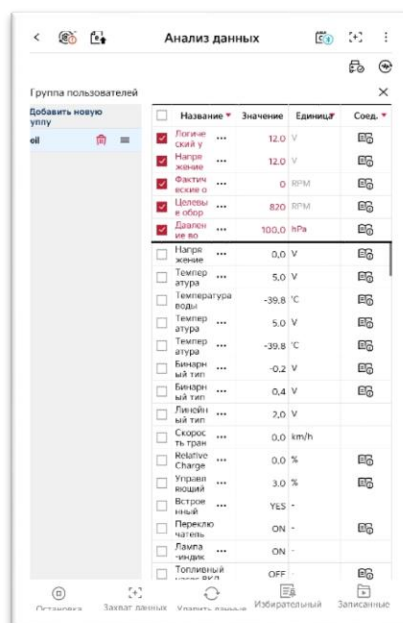 Анализ данных
Группа пользователей
Добавить новую
уппу
eil
Название Значение Единица Соед.
Логиче
ский у ... 12.0 V
Напря
жение ... 12.0 V
Фактич
еские о ... 0 RPM
Целевы
е обор ... 820 RPM
Давлен
ие во ... 100.0 hPa
Напря
жение ... 0.0 V
Темпер
атура ... 5.0 V
Температура
воды ... -39.8 °C
Темпер
атура ... 5.0 V
Темпер
атура ... -39.8 °C
Бинарн
ый тип ... -0.2 V
Бинарн
ый тип ... 0.4 V
Линейн
ый тип ... 2.0 V
Скорос
ть тран ... 0.0 km/h
Relative
Charge ... 0.0 %
Управл
яющий ... 3.0 %
Встрое
нный ... YES -
Переклю
чатель ... ON -
Лампа
-индик ... ON -
Топливный
насос ВКЛ OFF -
Остановка Захват данных Удалить данные Избирательный Записанные